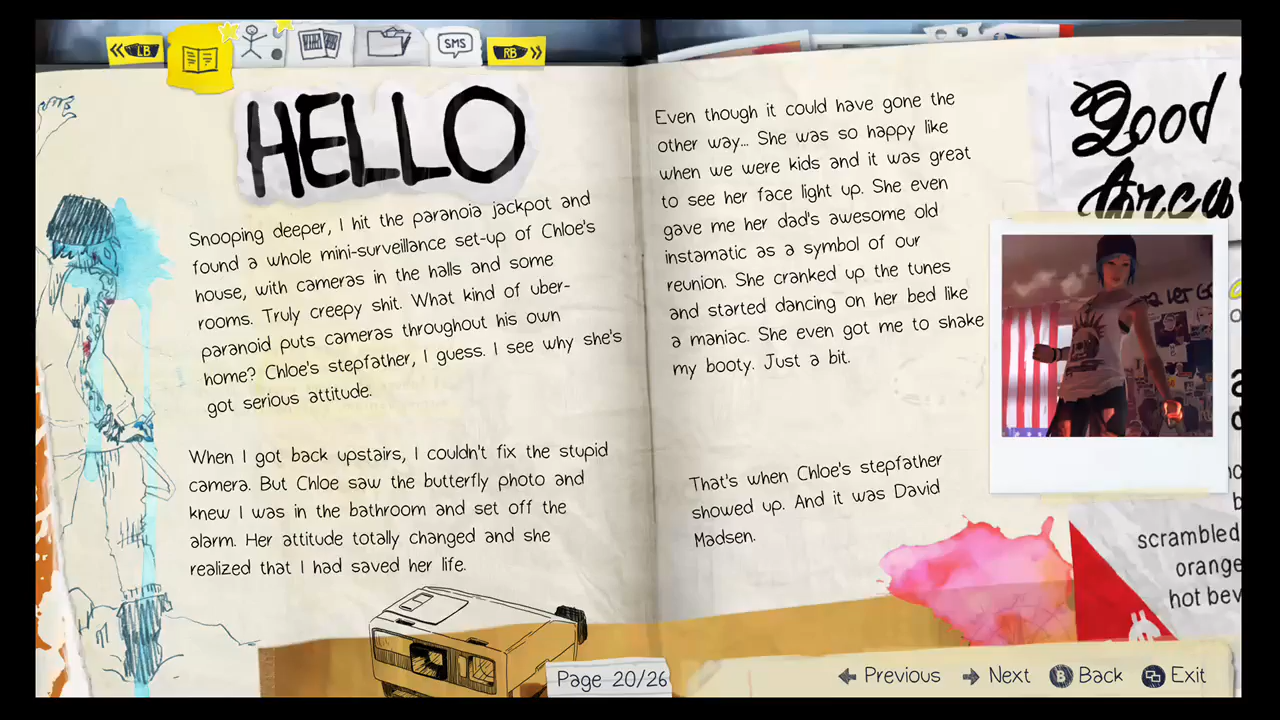 LB
SMS
RB
HELLO
Snooping deeper, I hit the paranoia jackpot and
found a whole mini-surveillance set-up of Chloe's
house, with cameras in the halls and some
rooms. Truly creepy shit. What kind of uber-
paranoid puts cameras throughout his own
home? Chloe's stepfather, I guess. I see why she's
got serious attitude.
When I got back upstairs, I couldn't fix the stupid
camera. But Chloe saw the butterfly photo and
knew I was in the bathroom and set off the
alarm. Her attitude totally changed and she
realized that I had saved her life.
Even though it could have gone the
other way... She was so happy like
when we were kids and it was great
to see her face light up. She even
gave me her dad's awesome old
instamatic as a symbol of our
reunion. She cranked up the tunes
and started dancing on her bed like
a maniac. She even got me to shake
my booty. Just a bit.
That's when Chloe's stepfather
showed up. And it was David
Madsen.
Good
Arca
scrambled
orange
hot bev
Page 20/26
Previous
Next
B Back
Exit